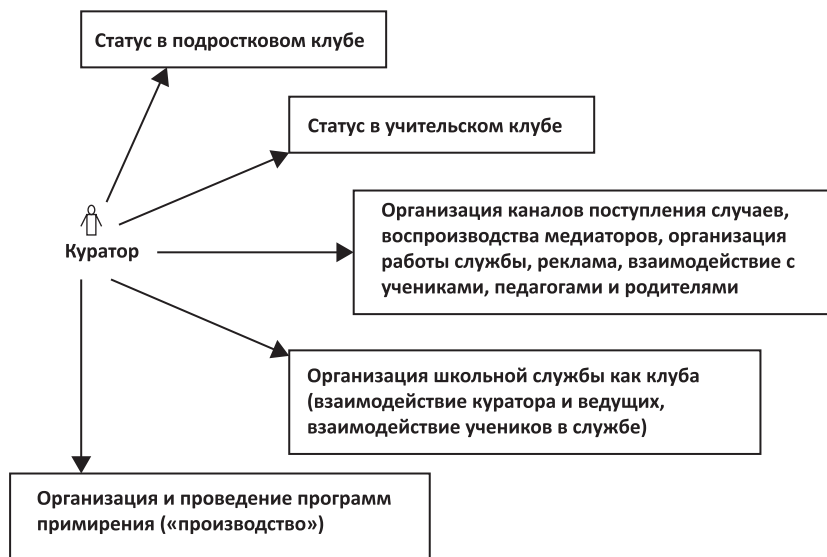 Статус в подростковом клубе
Статус в учительском клубе
Куратор
Организация каналов поступления случаев,
воспроизводства медиаторов, организация
работы службы, реклама, взаимодействие с
учениками, педагогами и родителями
Организация школьной службы как клуба
(взаимодействие куратора и ведущих,
взаимодействие учеников в службе)
Организация и проведение программ
примирения («производство»)